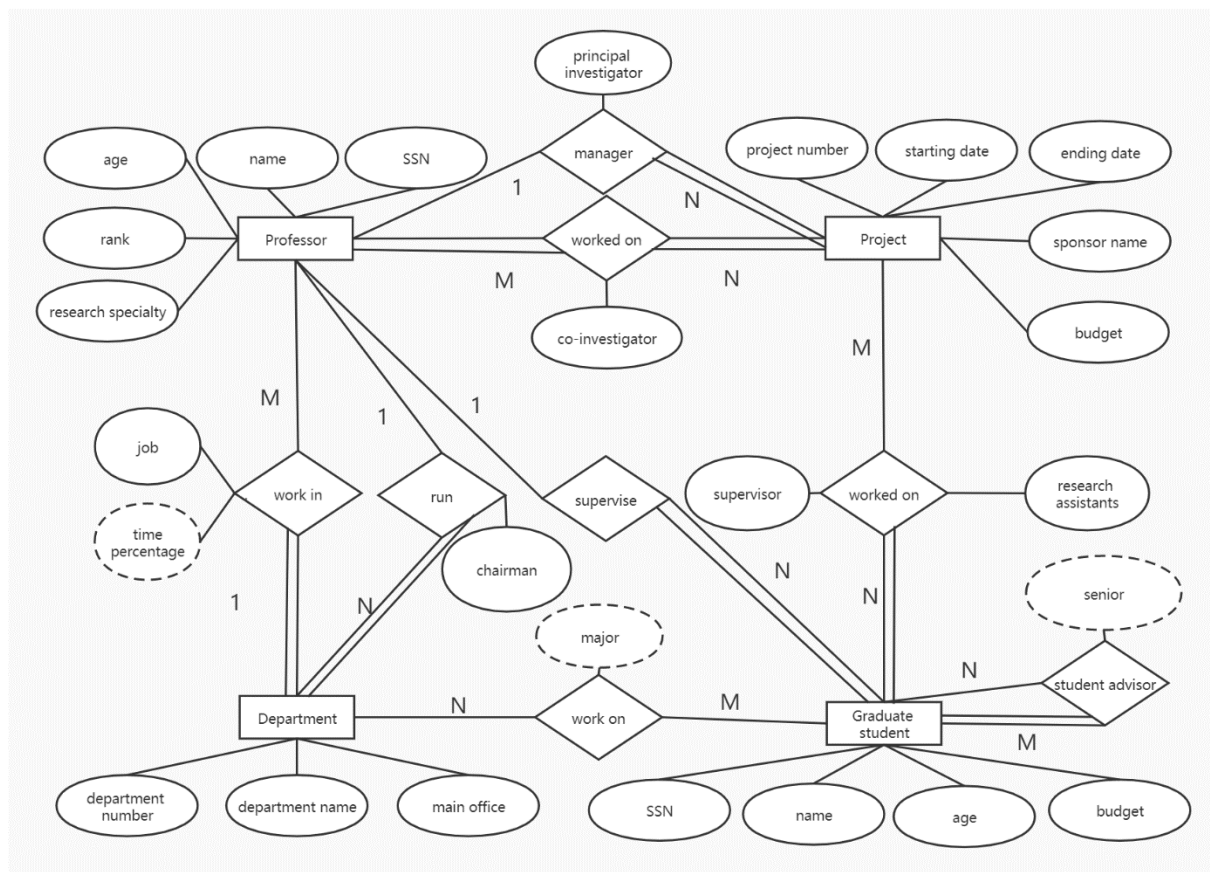 principal
investigator
age
name
SSN
manager
project number
starting date
ending date
1
N
rank
Professor
worked on
Project
sponsor name
M
N
research specialty
co-investigator
budget
M
M
1
1
job
work in
run
supervise
supervisor
worked on
research
assistants
time
percentage
chairman
1
N
N
N
senior
major
student advisor
N
Department
N
work on
M
Graduate
student
M
department
number
department name
main office
SSN
name
age
budget